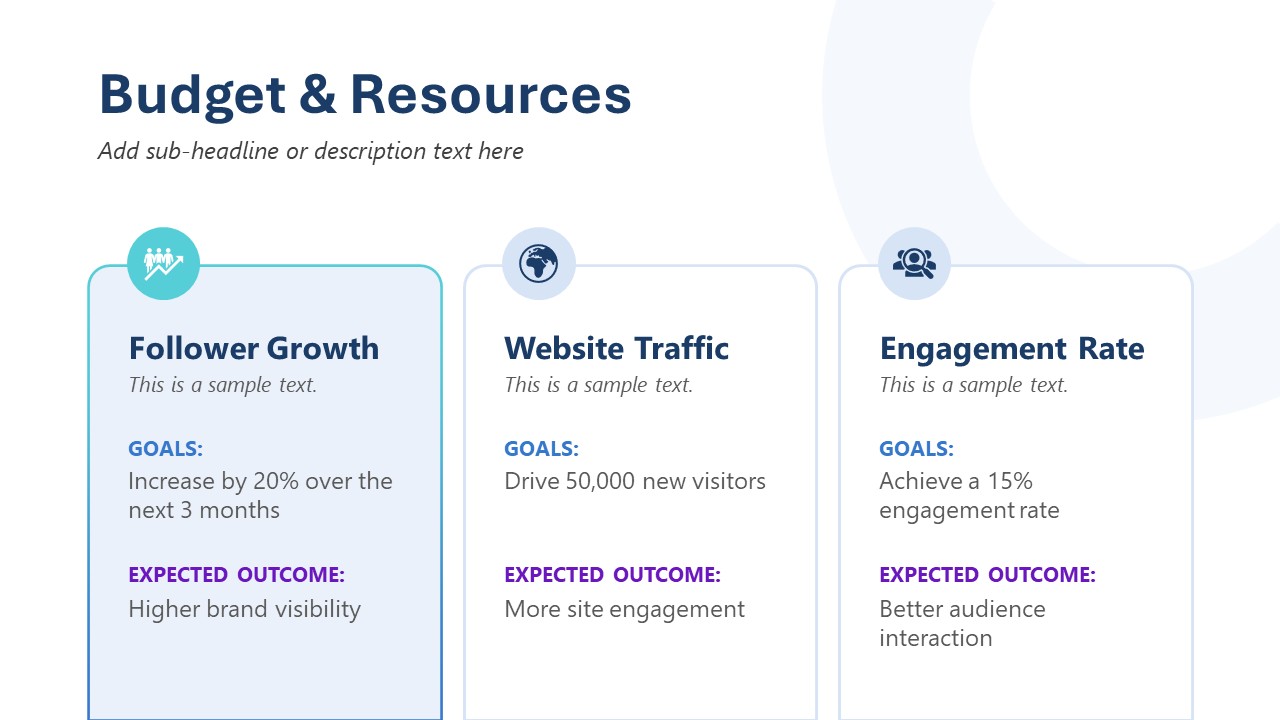 Budget & Resources
Add sub-headline or description text here
Follower Growth
This is a sample text.
GOALS:
Increase by 20% over the
next 3 months
EXPECTED OUTCOME:
Higher brand visibility
Website Traffic
This is a sample text.
GOALS:
Drive 50,000 new visitors
EXPECTED OUTCOME:
More site engagement
Engagement Rate
This is a sample text.
GOALS:
Achieve a 15%
engagement rate
EXPECTED OUTCOME:
Better audience
interaction